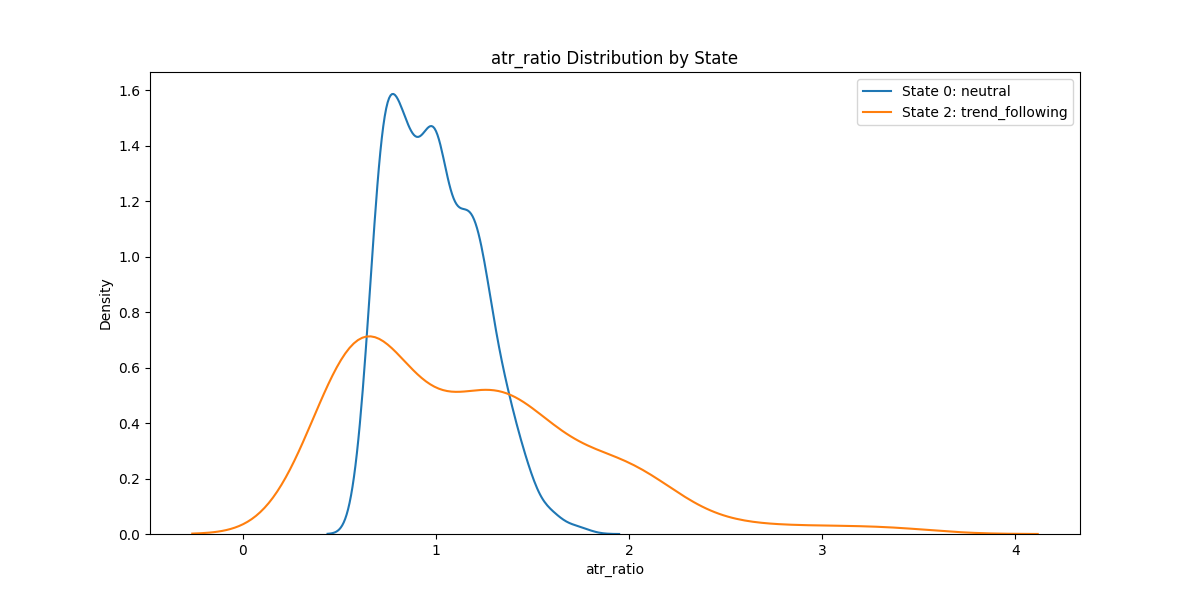 atr_ratio Distribution by State
State 0: neutral
State 2: trend_following
Density
1.6
1.4
1.2
1.0
0.8
0.6
0.4
0.2
0.0
0 1 2 3 4
atr_ratio